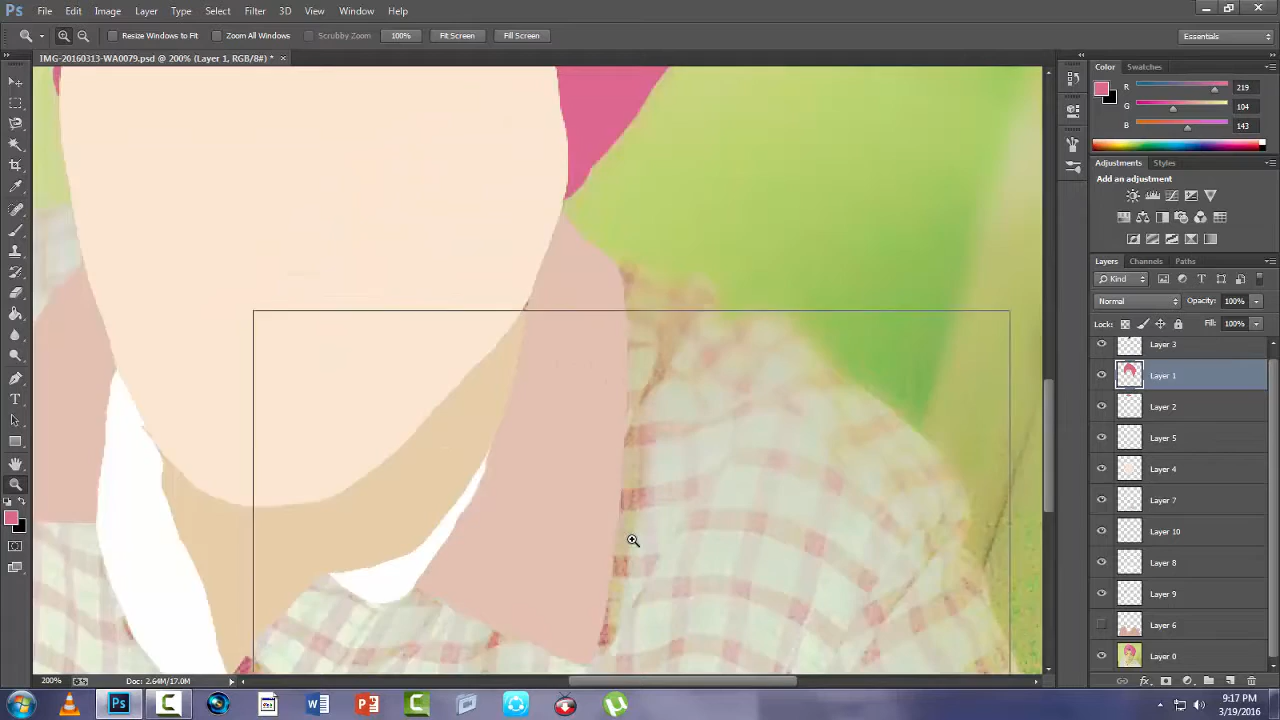 Ps File Edit Image Layer Type Select Filter 3D View Window Help
Resize Windows to Fit Zoom All Windows Scrubby Zoom 100% Fit Screen Fill Screen Essentials
IMG-20160313-WA0079.psd @ 200% (Layer 1, RGB/8#) * ×
Color Swatches
R 219
G 104
B 143
Adjustments Styles
Add an adjustment
Layers Channels Paths
Kind
Normal Opacity: 100%
Lock: Fill: 100%
Layer 3
Layer 1
Layer 2
Layer 5
Layer 4
Layer 7
Layer 10
Layer 8
Layer 9
Layer 6
Layer 0
200% Doc: 2.64M/17.0M
9:17 PM
3/19/2016